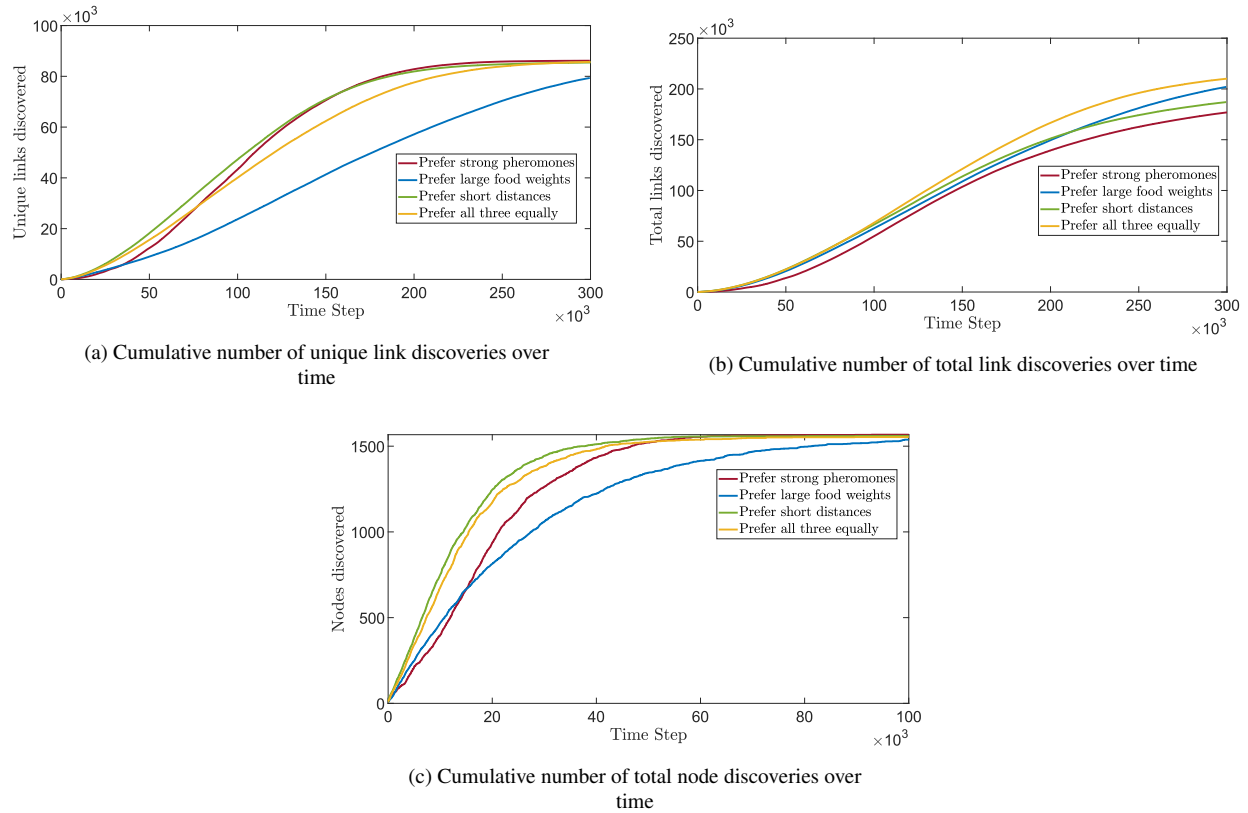 ×10³
100
80
60
40
20
0
Unique links discovered
Prefer strong pheromones
Prefer large food weights
Prefer short distances
Prefer all three equally
0 50 100 150 200 250 300
Time Step
×10³
(a) Cumulative number of unique link discoveries over
time
×10³
250
200
150
100
50
0
Total links discovered
Prefer strong pheromones
Prefer large food weights
Prefer short distances
Prefer all three equally
0 50 100 150 200 250 300
Time Step
×10³
(b) Cumulative number of total link discoveries over time
1500
1000
500
0
Nodes discovered
Prefer strong pheromones
Prefer large food weights
Prefer short distances
Prefer all three equally
0 20 40 60 80 100
Time Step
×10³
(c) Cumulative number of total node discoveries over
time